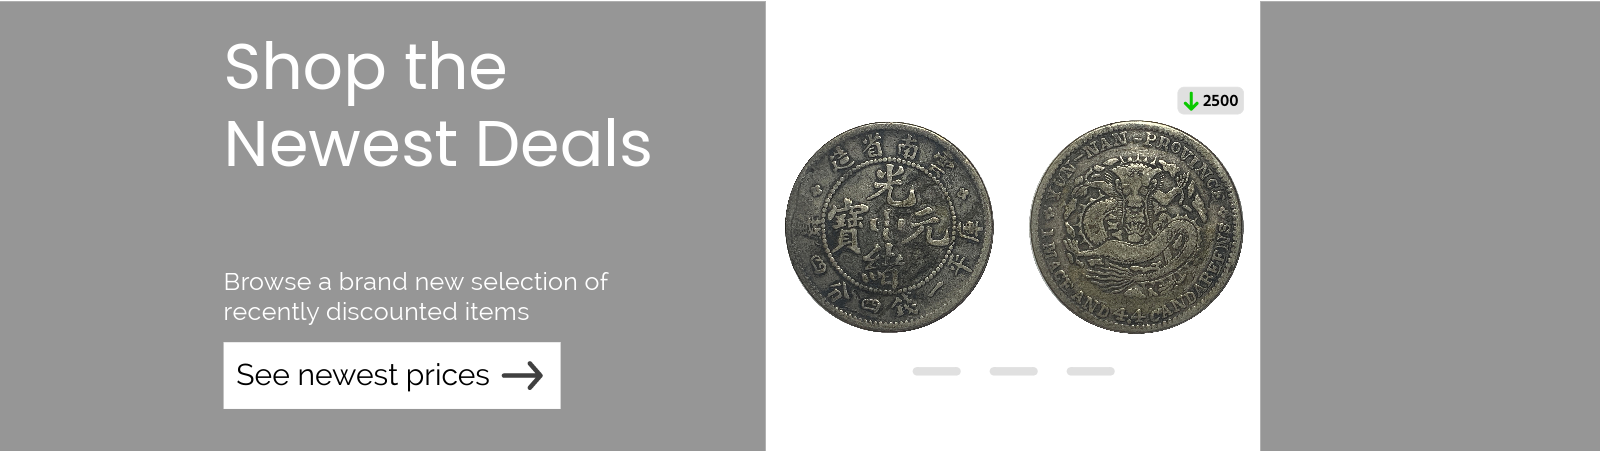 Shop the
Newest Deals
Browse a brand new selection of
recently discounted items
See newest prices
2500
雲南省造
光緒元寶
庫平一錢四分四釐
YUN-NAN-PROVINCE
1 MACE AND 44 CANDAREENS